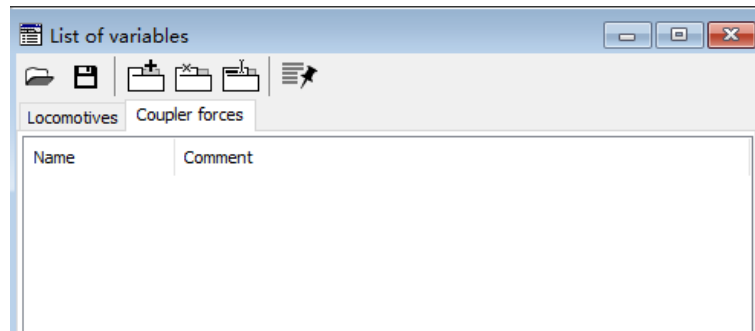 List of variables
Locomotives Coupler forces
Name Comment